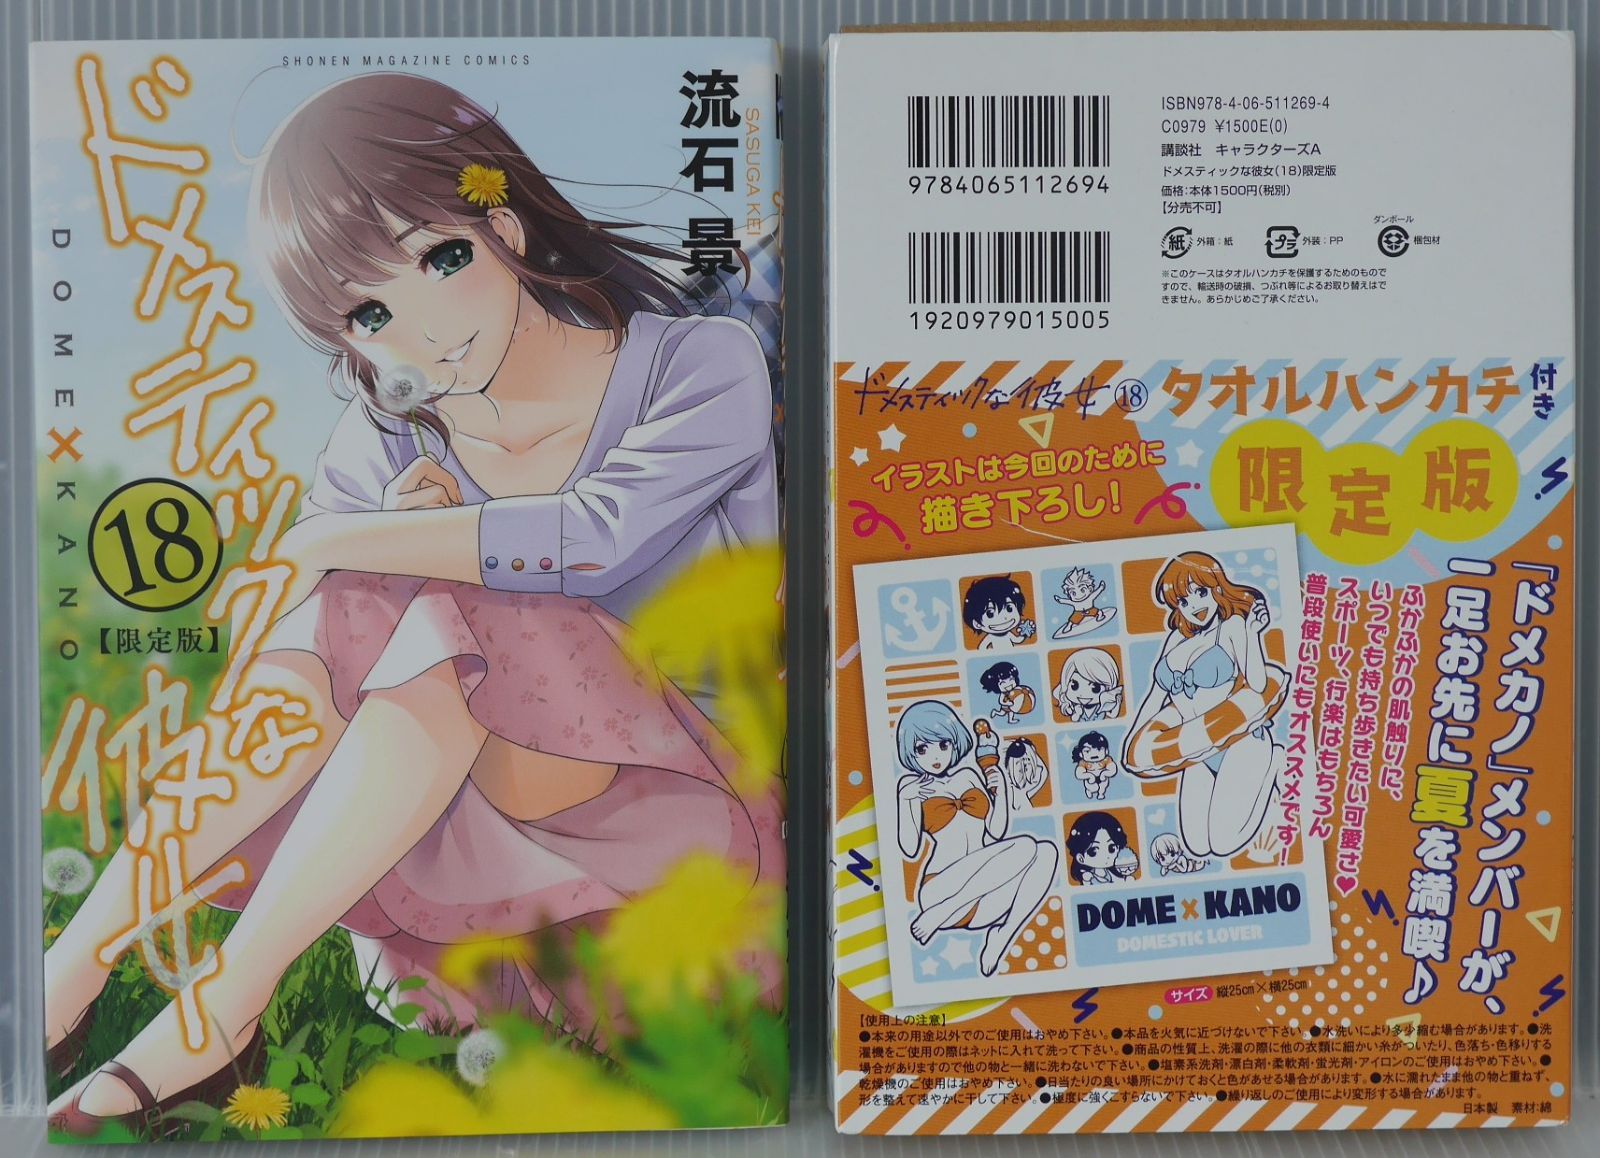 SHONEN MAGAZINE COMICS
ドメスティックな彼女
DOME×KANO
18
【限定版】
流石 景
SASUGA KEI
9784065112694
1920979015005
ISBN978-4-06-511269-4
C0979 ¥1500E(0)
講談社 キャラクターズA
ドメスティックな彼女(18)限定版
価格:本体1500円(税別)
【分売不可】
紙 外箱:紙
プラ 外装:PP
ダンボール
梱包材
※このケースはタオルハンカチを保護するためのもので
すので、輸送時の破損、つぶれ等によるお取り替えはで
きません。あらかじめご了承ください。
ドメスティックな彼女 18 タオルハンカチ付き
限定版
イラストは今回のために
描き下ろし!
「ドメカノ」メンバーが、
一足お先に夏を満喫♪
ふかふかの肌触りに、
いつでも持ち歩きたい可愛さ♥
スポーツ、行楽はもちろん
普段使いにもオススメです!
DOME×KANO
DOMESTIC LOVER
サイズ 縦25cm×横25cm
【使用上の注意】
●本来の用途以外でのご使用はおやめ下さい。●本品を火気に近づけないで下さい。●水洗いにより多少縮む場合があります。●洗
濯機をご使用の際はネットに入れて洗って下さい。●商品の性質上、洗濯の際に他の衣類に細かい糸がついたり、色落ち・色移りする
場合がありますので他の物と一緒に洗わないで下さい。●塩素系洗剤・漂白剤・柔軟剤・蛍光剤・アイロンのご使用はおやめ下さい。●
乾燥機のご使用はおやめ下さい。●日当たりの良い場所にかけておくと色があせる場合があります。●水に濡れたまま他の物と重ねず、
形を整えて速やかに干して下さい。●極度に強くこすらないで下さい。●繰り返しのご使用により変形する場合があります。
日本製 素材:綿